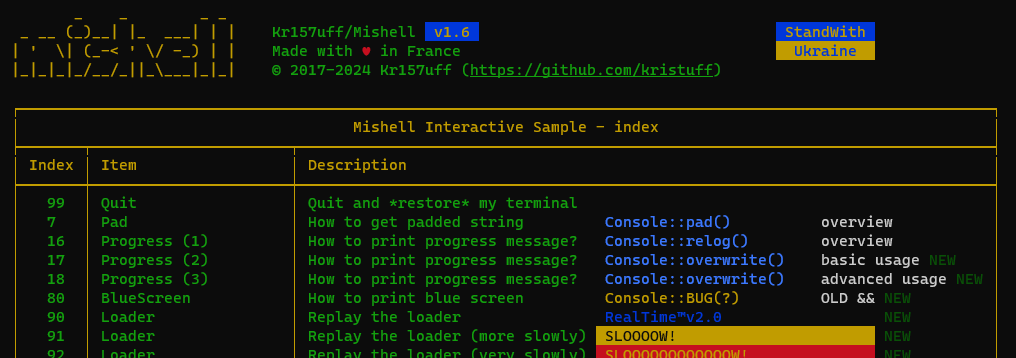 Kr157uff/Mishell v1.6 StandWith
Made with ♥ in France Ukraine
© 2017-2024 Kr157uff (https://github.com/kristuff)
Mishell Interactive Sample - index
Index Item Description
99 Quit Quit and *restore* my terminal
7 Pad How to get padded string Console::pad() overview
16 Progress (1) How to print progress message? Console::relog() overview
17 Progress (2) How to print progress message? Console::overwrite() basic usage NEW
18 Progress (3) How to print progress message? Console::overwrite() advanced usage NEW
80 BlueScreen How to print blue screen Console::BUG(?) OLD && NEW
90 Loader Replay the loader RealTime™v2.0 NEW
91 Loader Replay the loader (more slowly) SLOOOOW! NEW
92 Loader Replay the loader (very slowly) SLOOOOOOOOOOOOW! NEW